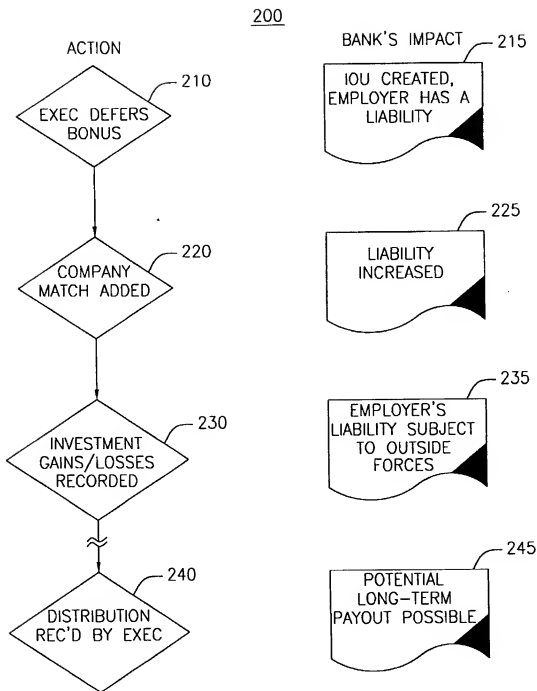 200
ACTION
BANK'S IMPACT
210
EXEC DEFERS
BONUS
215
IOU CREATED,
EMPLOYER HAS A
LIABILITY
220
COMPANY
MATCH ADDED
225
LIABILITY
INCREASED
230
INVESTMENT
GAINS/LOSSES
RECORDED
235
EMPLOYER'S
LIABILITY SUBJECT
TO OUTSIDE
FORCES
240
DISTRIBUTION
REC'D BY EXEC
245
POTENTIAL
LONG-TERM
PAYOUT POSSIBLE